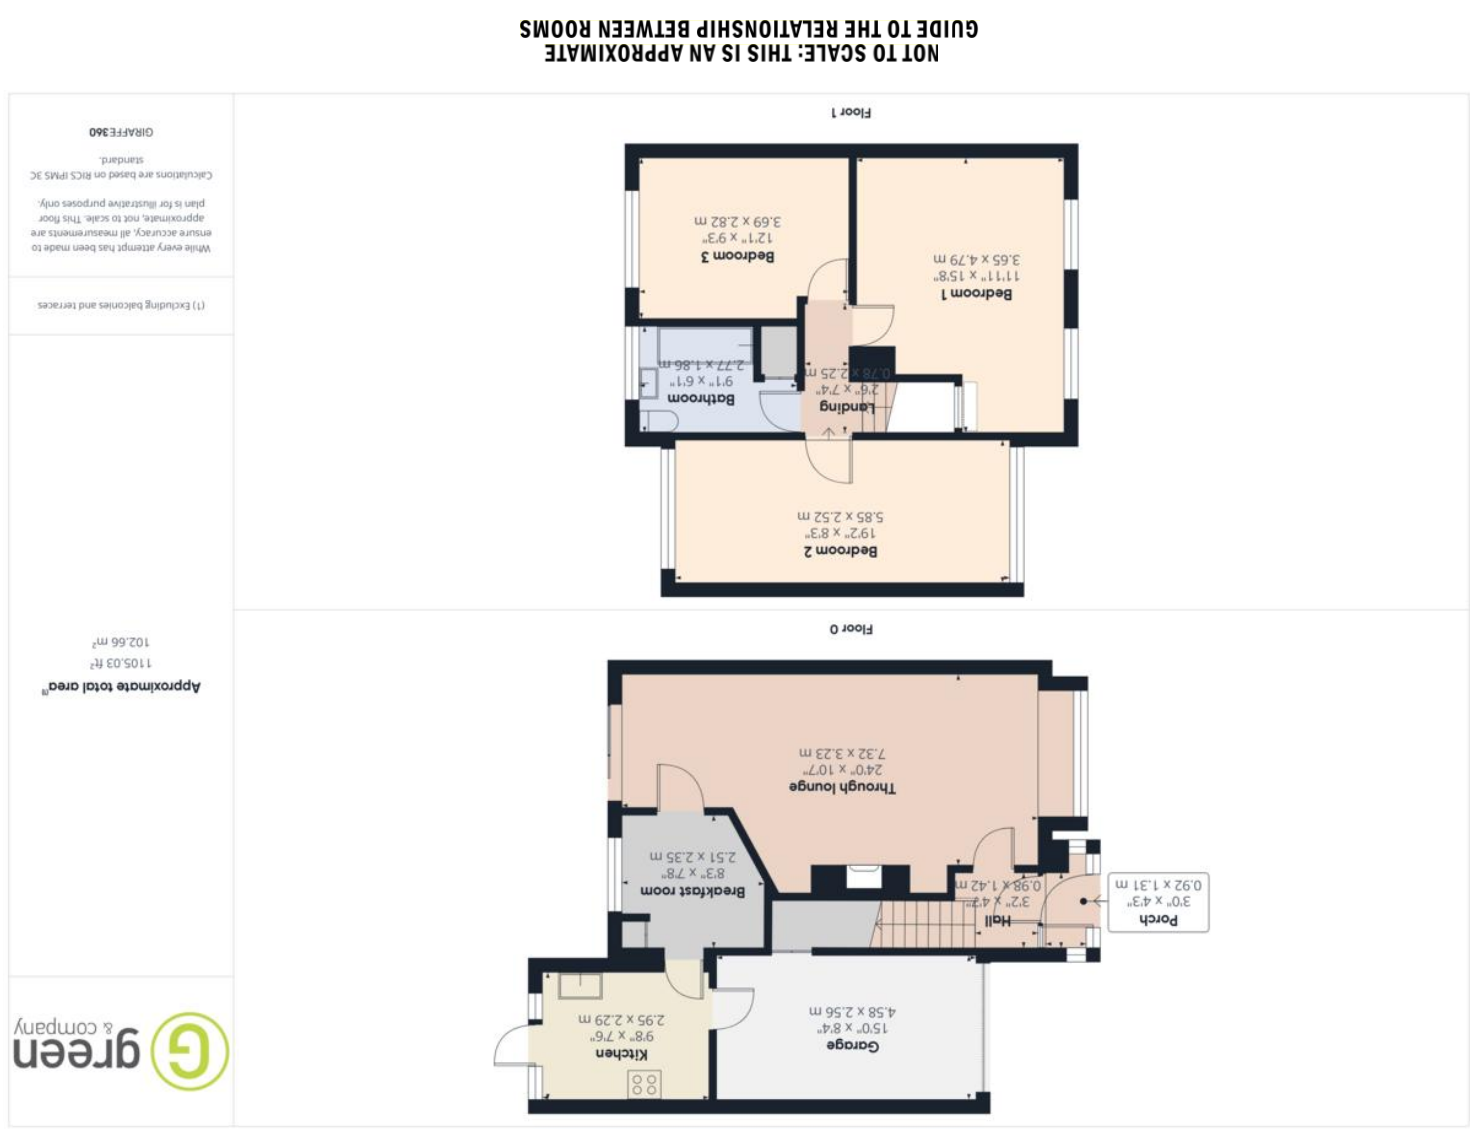 Kitchen
9'8" x 7'6"
2.95 x 2.29 m
Garage
15'0" x 8'4"
4.58 x 2.56 m
Porch
3'0" x 4'3"
0.92 x 1.31 m
Hall
3'2" x 4'7"
0.98 x 1.42 m
Breakfast room
8'3" x 7'8"
2.51 x 2.35 m
Through lounge
24'0" x 10'7"
7.32 x 3.23 m
Floor 0
Bedroom 2
19'2" x 8'3"
5.85 x 2.52 m
Landing
2'6" x 7'4"
0.78 x 2.25 m
Bathroom
9'1" x 6'1"
2.77 x 1.86 m
Bedroom 1
11'11" x 15'8"
3.65 x 4.79 m
Bedroom 3
12'1" x 9'3"
3.69 x 2.82 m
Floor 1
G
green
& company
Approximate total area(1)
1105.03 ft²
102.66 m²
(1) Excluding balconies and terraces
While every attempt has been made to
ensure accuracy, all measurements are
approximate, not to scale. This floor
plan is for illustrative purposes only.
Calculations are based on RICS IPMS 3C
standard.
GIRAFFE360
NOT TO SCALE: THIS IS AN APPROXIMATE
GUIDE TO THE RELATIONSHIP BETWEEN ROOMS